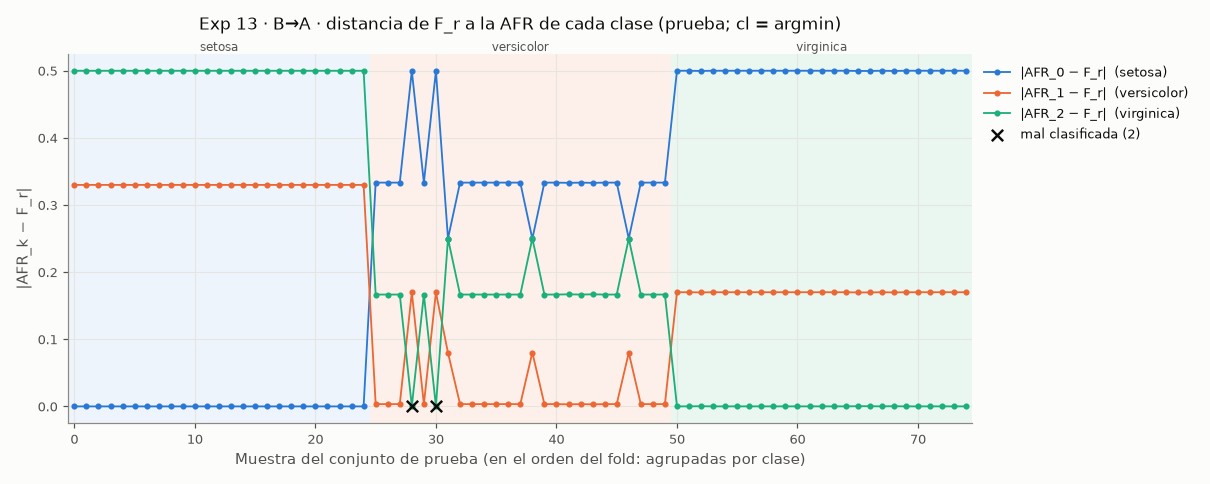 Exp 13 · B→A · distancia de F_r a la AFR de cada clase (prueba; cl = argmin)
setosa versicolor virginica
|AFR_0 − F_r| (setosa)
|AFR_1 − F_r| (versicolor)
|AFR_2 − F_r| (virginica)
mal clasificada (2)
|AFR_k − F_r|
0.5
0.4
0.3
0.2
0.1
0.0
0 10 20 30 40 50 60 70
Muestra del conjunto de prueba (en el orden del fold: agrupadas por clase)